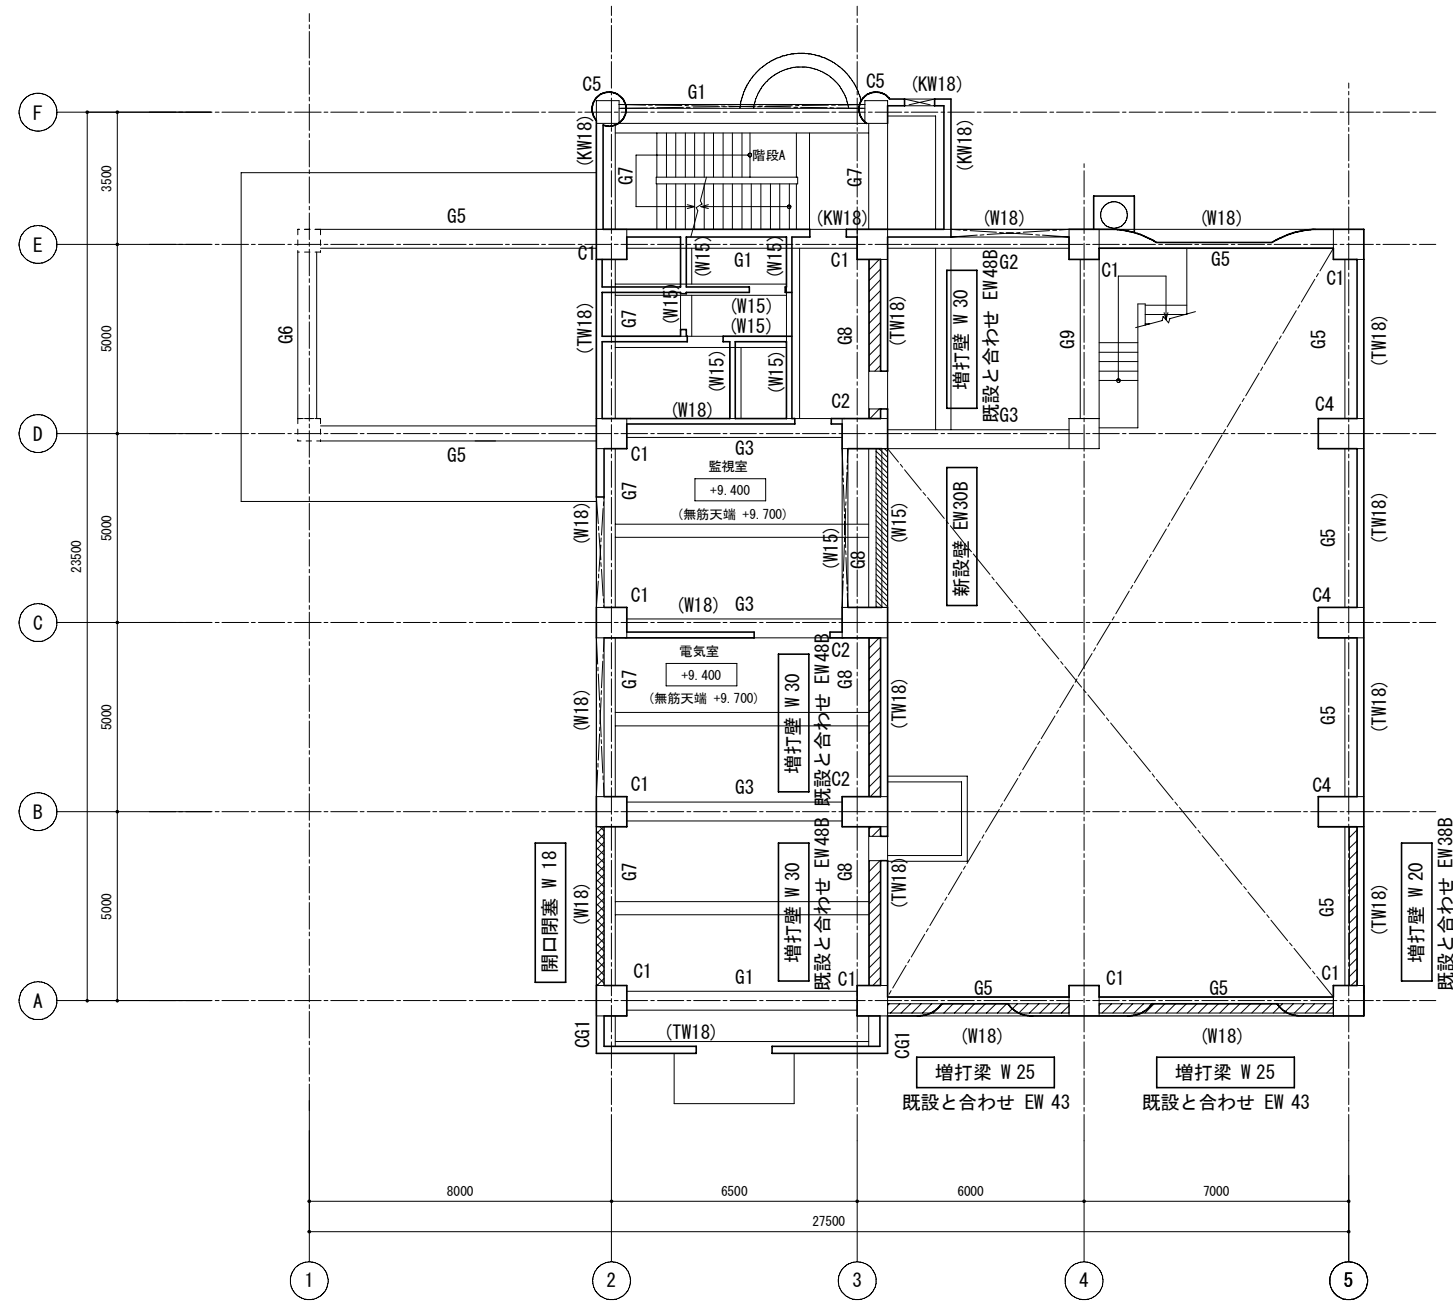 C5
G1
C5
(KW18)
F
(KW18)
G7
階段A
G7
(KW18)
3500
G5
(KW18)
(W18)
(W18)
E
C1
(W15)
G1
(W15)
C1
G2
C1
G5
C1
G6
5000
(TW18)
G7
(W15)
(W15)
(W15)
G8
(TW18)
増打壁 W 30
既設と合わせ EW48B
G9
G5
(TW18)
(W15)
(W15)
(W18)
C2
G3
C4
D
G5
C1
G3
監視室
+9.400
(無筋天端 +9.700)
G7
(W18)
5000
23500
(W15)
G8
(W15)
新設壁 EW30B
G5
(TW18)
C1
(W18)
G3
C4
C
電気室
+9.400
(無筋天端 +9.700)
C2
G7
G8
(W18)
5000
増打壁 W 30
既設と合わせ EW48B
(TW18)
G5
(TW18)
C1
G3
C2
C4
B
開口閉塞 W 18
(W18)
G7
5000
増打壁 W 30
既設と合わせ EW48B
G8
(TW18)
G5
(TW18)
増打壁 W 20
既設と合わせ EW38B
C1
G1
C1
G5
C1
G5
C1
A
CG1
(TW18)
CG1
(W18)
(W18)
増打梁 W 25
増打梁 W 25
既設と合わせ EW 43
既設と合わせ EW 43
8000
6500
6000
7000
27500
1
2
3
4
5